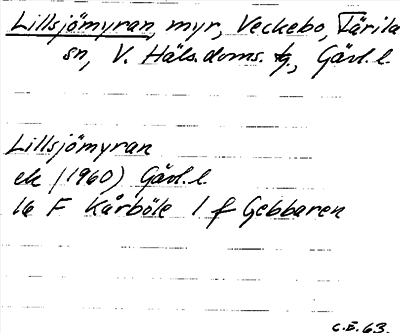 Lillsjömyran, myr, Veckebo, Färila
sn, V. Häls. doms. tg., Gävl. l.
Lillsjömyran
ek (1960) Gävl. l.
16 F Kårböle 1 f Gebbaren
C.E. 63.